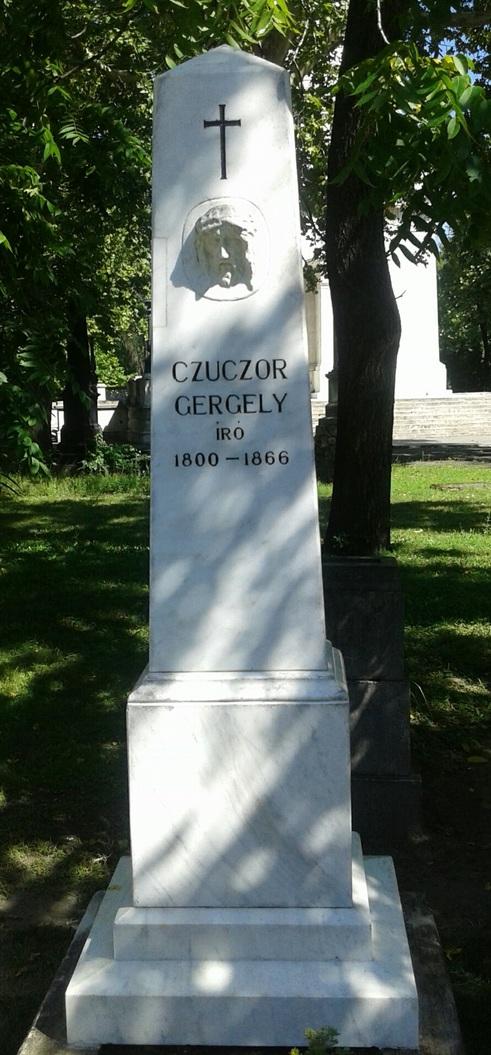 CZUCZOR
GERGELY
ÍRÓ
1800 – 1866